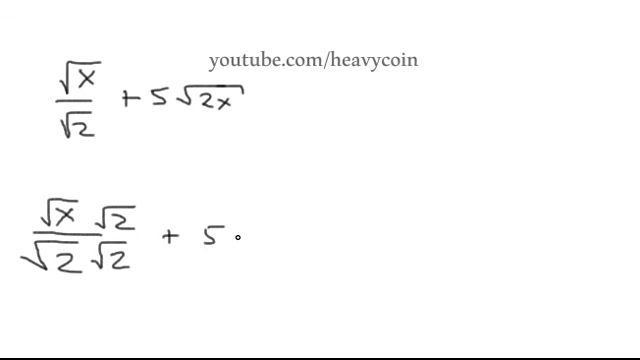 youtube.com/heavycoin
√x/√2 + 5√2x
√x √2/√2 √2 + 5